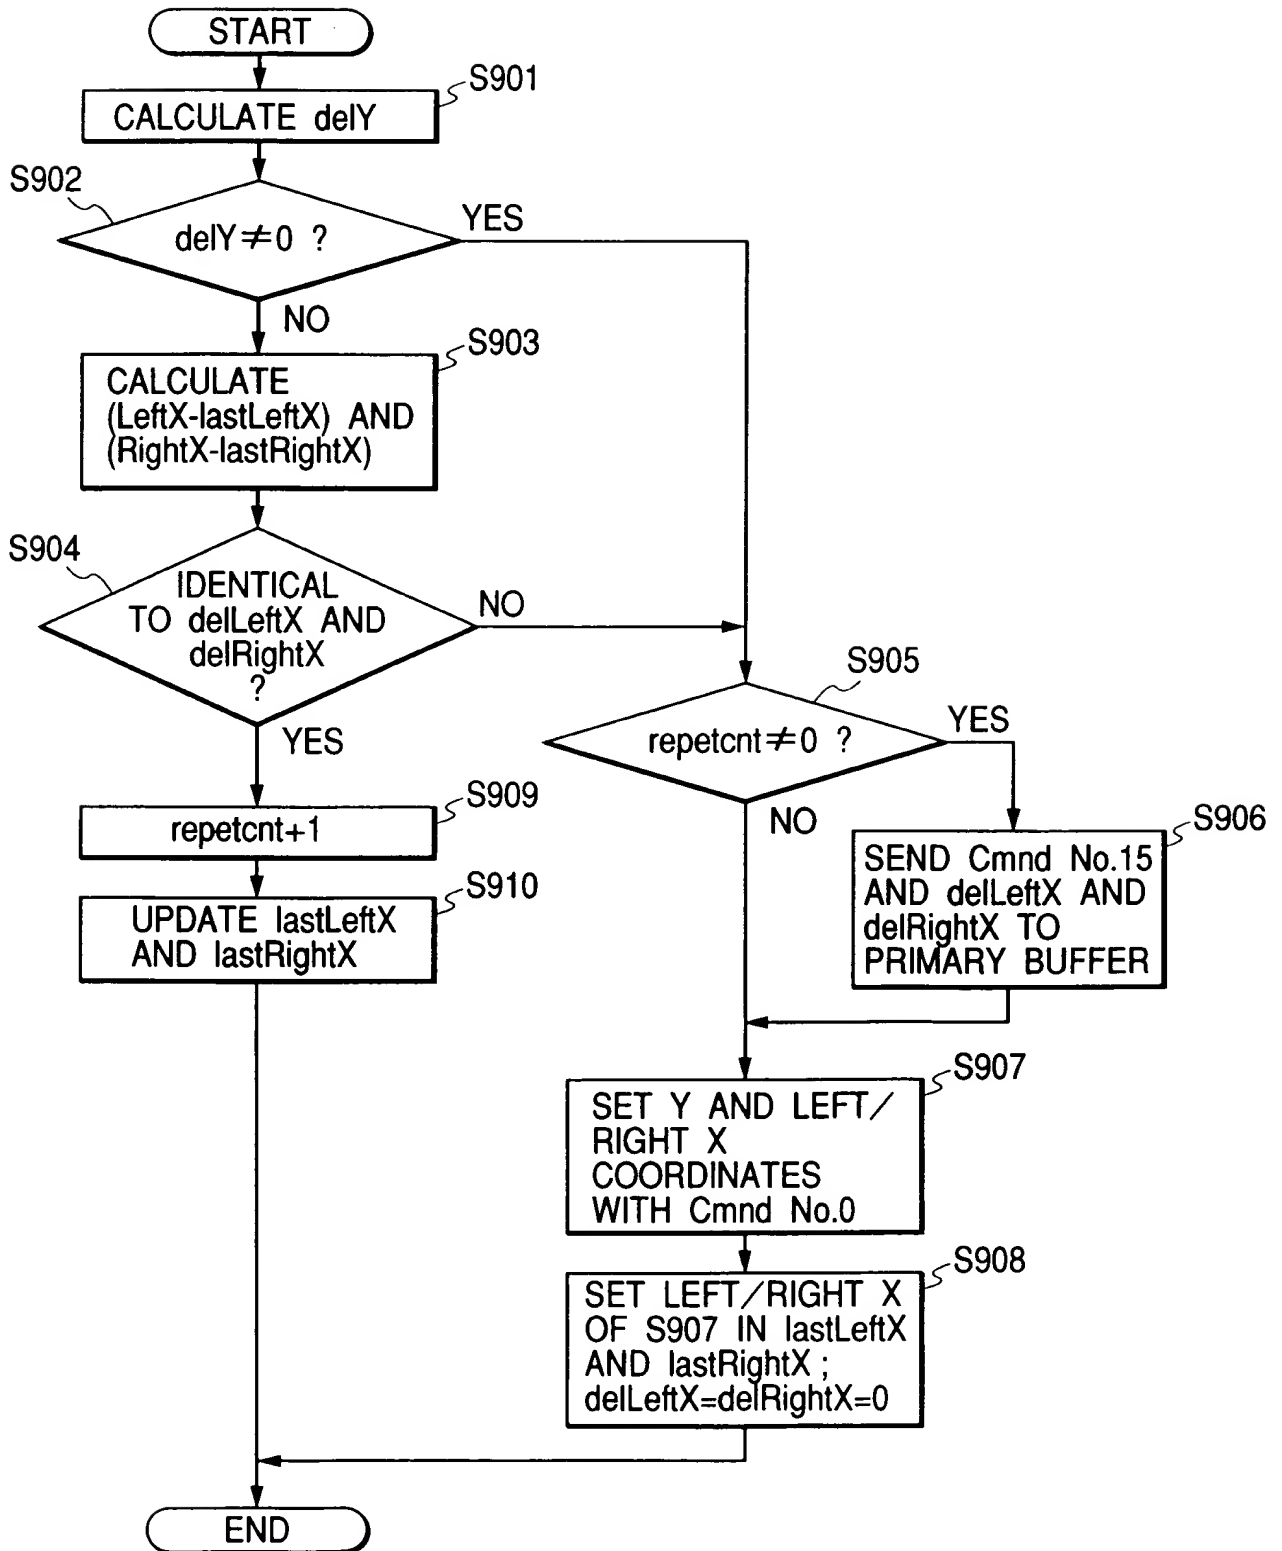 START
S901
CALCULATE delY
S902
delY≠0 ?
YES
NO
S903
CALCULATE
(LeftX-lastLeftX) AND
(RightX-lastRightX)
S904
IDENTICAL
TO delLeftX AND
delRightX
?
NO
YES
S905
repetcnt≠0 ?
YES
NO
S906
SEND Cmnd No.15
AND delLeftX AND
delRightX TO
PRIMARY BUFFER
S909
repetcnt+1
S910
UPDATE lastLeftX
AND lastRightX
S907
SET Y AND LEFT/
RIGHT X
COORDINATES
WITH Cmnd No.0
S908
SET LEFT/RIGHT X
OF S907 IN lastLeftX
AND lastRightX ;
delLeftX=delRightX=0
END